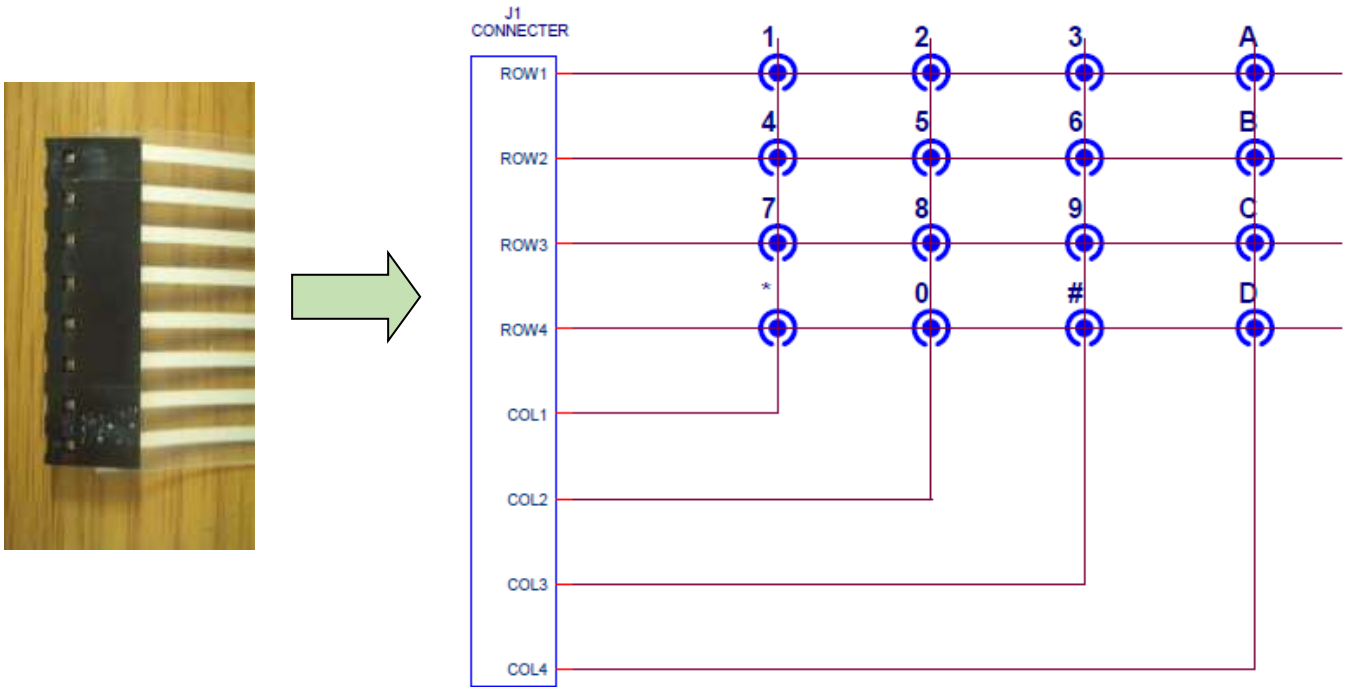 J1
CONNECTER
1 2 3 A
ROW1
4 5 6 B
ROW2
7 8 9 C
ROW3
* 0 # D
ROW4
COL1
COL2
COL3
COL4